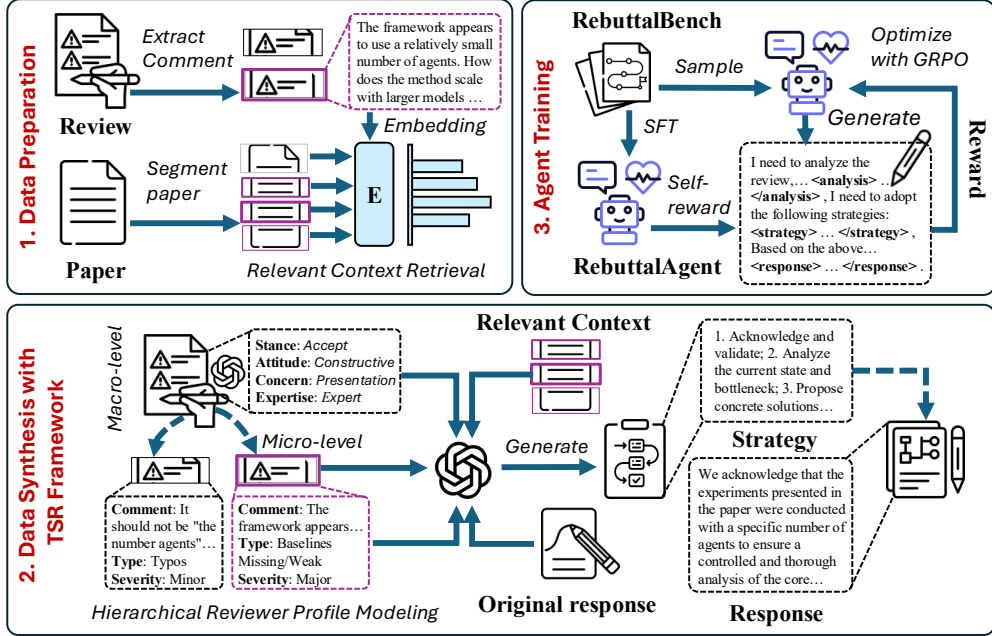 1. Data Preparation
Extract
Comment
Review
The framework appears
to use a relatively small
number of agents. How
does the method scale
with larger models …
Embedding
Segment
paper
Paper
E
Relevant Context Retrieval
3. Agent Training
RebuttalBench
Sample
Optimize
with GRPO
SFT
Generate
Reward
Self-
reward
RebuttalAgent
I need to analyze the
review,… <analysis> …
</analysis> , I need to adopt
the following strategies:
<strategy> … </strategy> ,
Based on the above…
<response> … </response> .
2. Data Synthesis with
TSR Framework
Macro-level
Stance: Accept
Attitude: Constructive
Concern: Presentation
Expertise: Expert
Micro-level
Comment: It
should not be "the
number agents"…
Type: Typos
Severity: Minor
Comment: The
framework appears…
Type: Baselines
Missing/Weak
Severity: Major
Hierarchical Reviewer Profile Modeling
Relevant Context
Generate
Original response
1. Acknowledge and
validate; 2. Analyze
the current state and
bottleneck; 3. Propose
concrete solutions…
Strategy
We acknowledge that the
experiments presented in
the paper were conducted
with a specific number of
agents to ensure a
controlled and thorough
analysis of the core…
Response